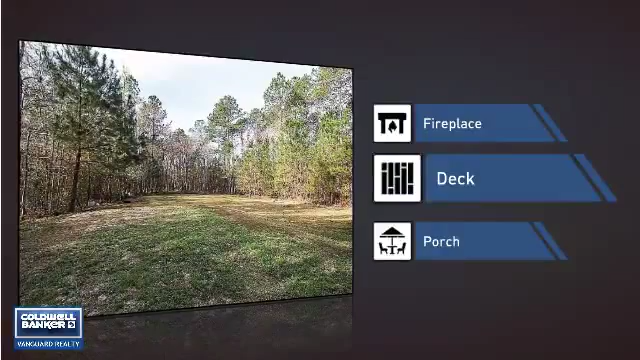 Fireplace
Deck
Porch
COLDWELL
BANKER
VANGUARD REALTY